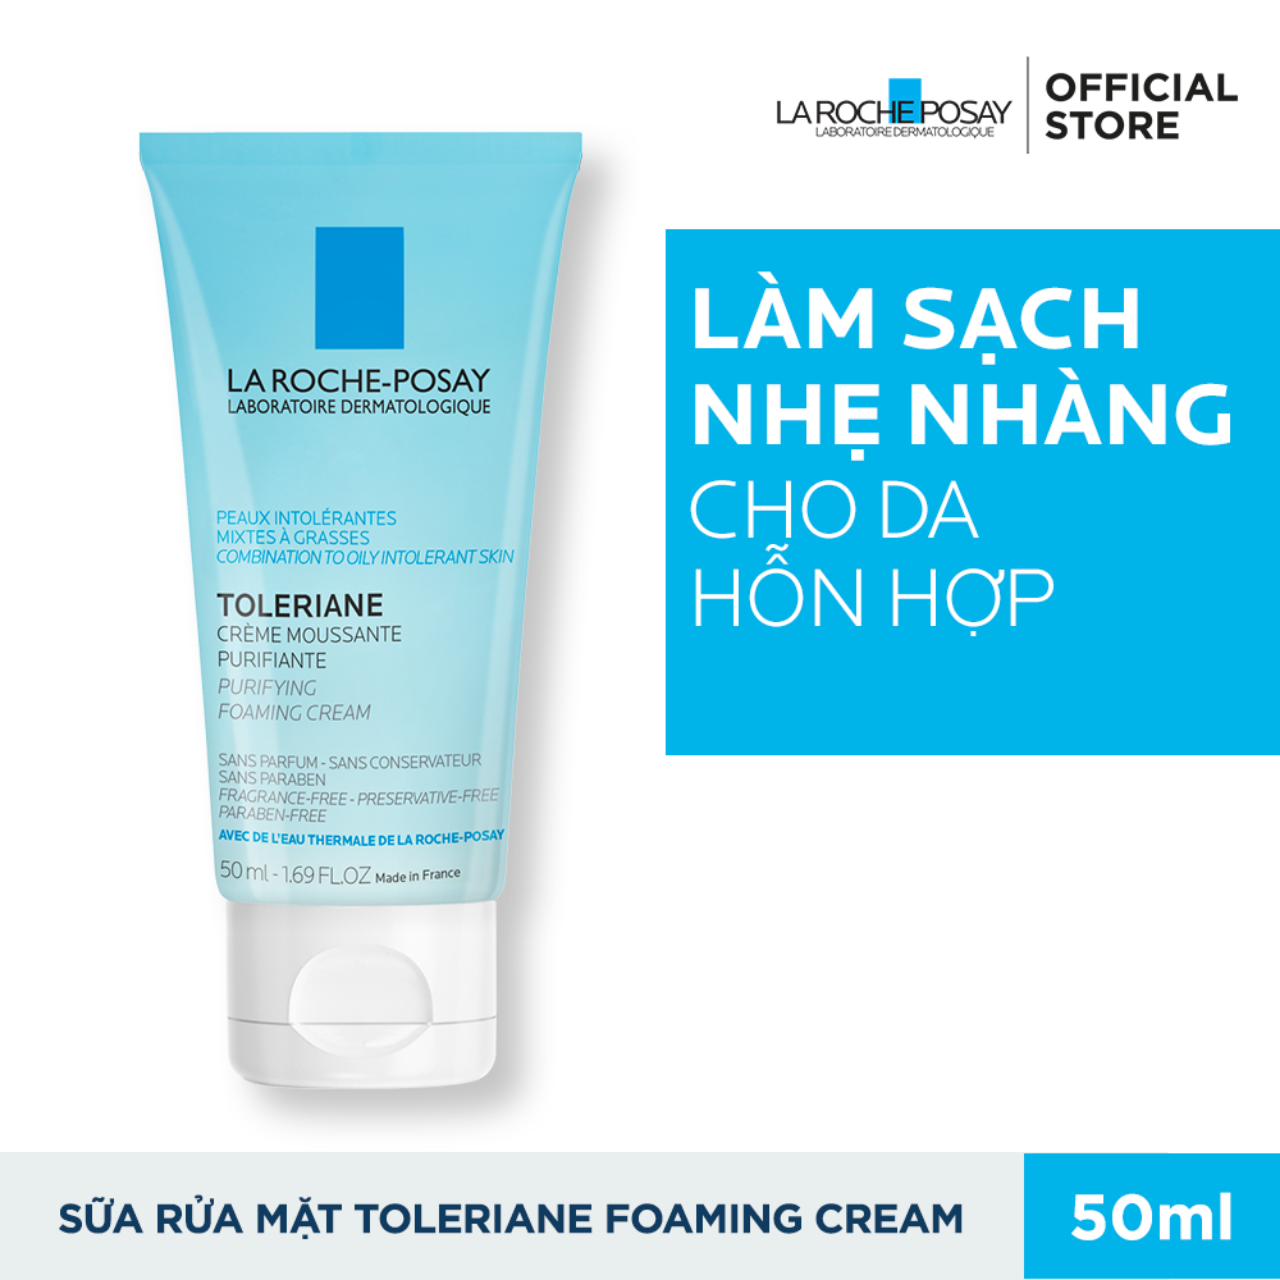 LA ROCHE POSAY
LABORATOIRE DERMATOLOGIQUE
OFFICIAL
STORE
LA ROCHE-POSAY
LABORATOIRE DERMATOLOGIQUE
PEAUX INTOLÉRANTES
MIXTES À GRASSES
COMBINATION TO OILY INTOLERANT SKIN
TOLERIANE
CRÈME MOUSSANTE
PURIFIANTE
PURIFYING
FOAMING CREAM
SANS PARFUM - SANS CONSERVATEUR
SANS PARABEN
FRAGRANCE-FREE - PRESERVATIVE-FREE
PARABEN-FREE
AVEC DE L'EAU THERMALE DE LA ROCHE-POSAY
50 ml - 1.69 FL.OZ Made in France
LÀM SẠCH
NHẸ NHÀNG
CHO DA
HỖN HỢP
SỮA RỬA MẶT TOLERIANE FOAMING CREAM
50ml